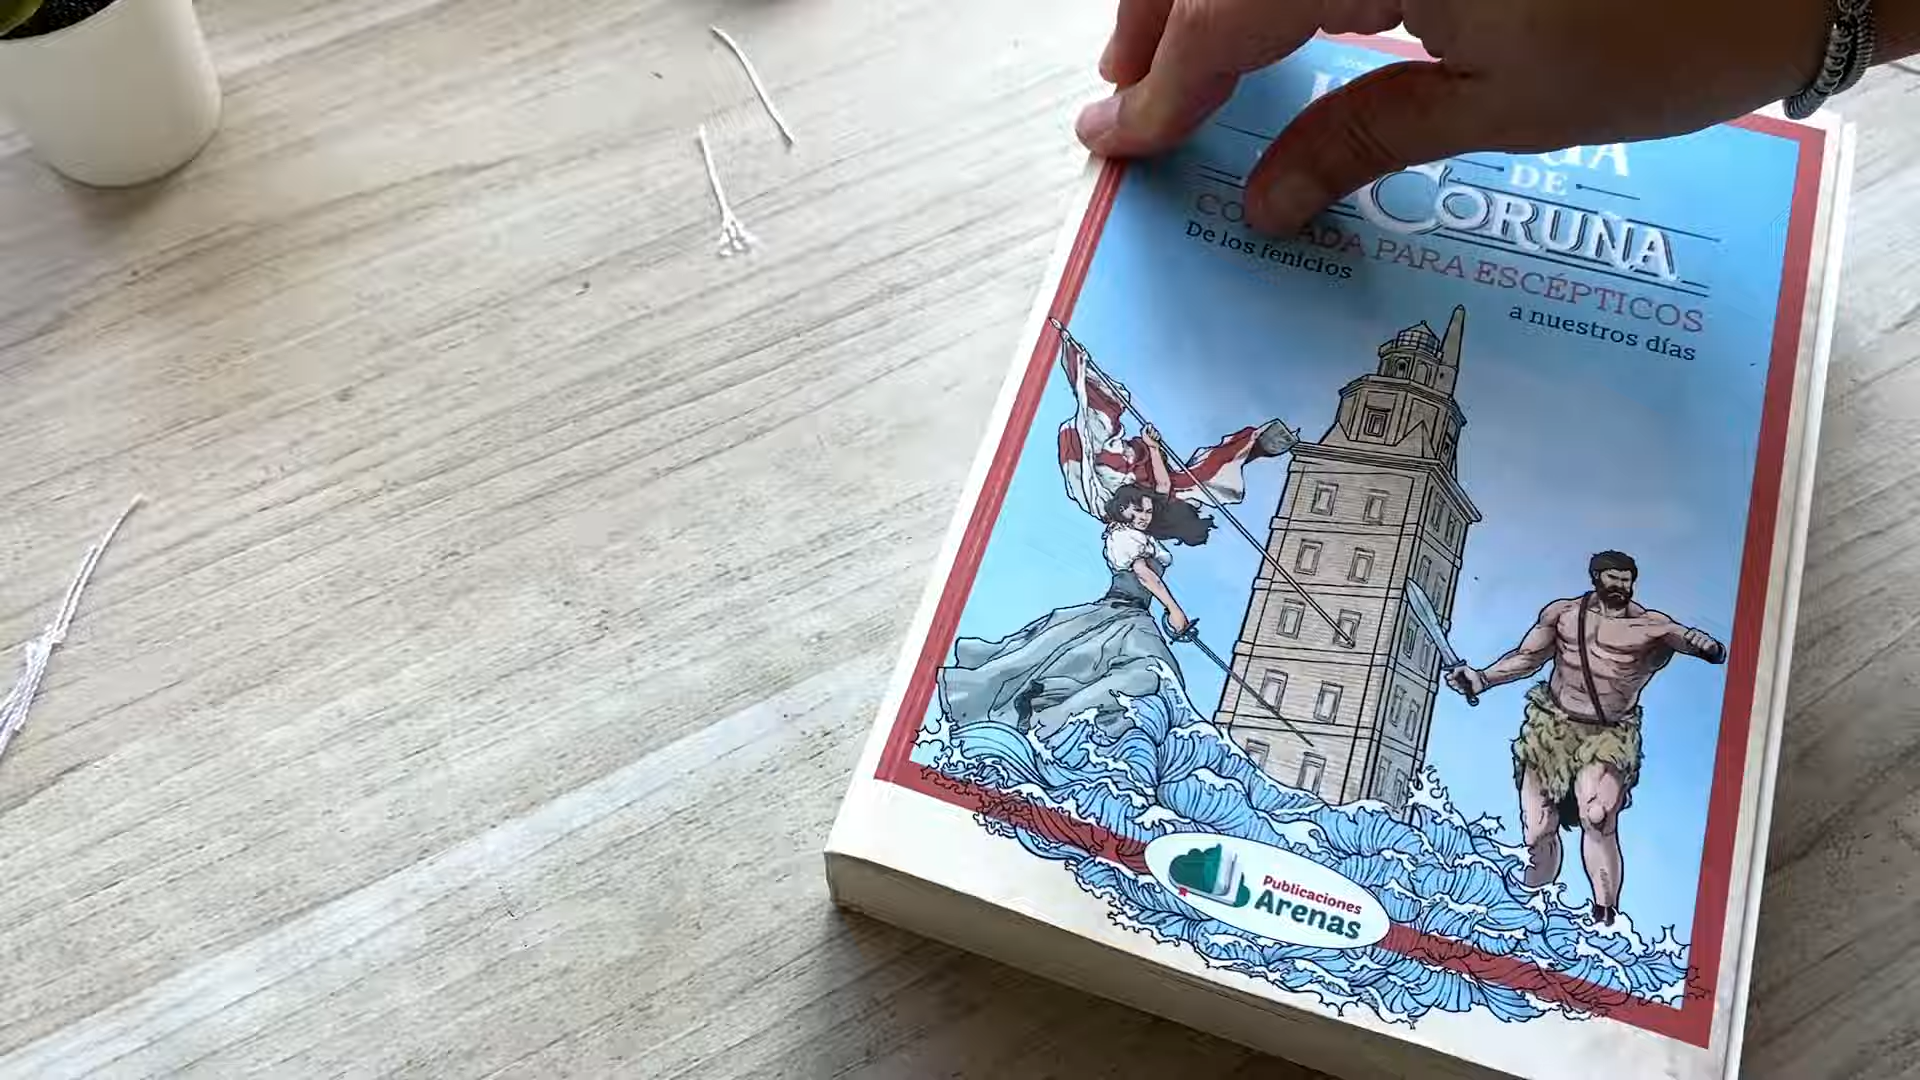 DE
CORUÑA
PARA ESCÉPTICOS
De los fenicios
a nuestros días
Publicaciones
Arenas